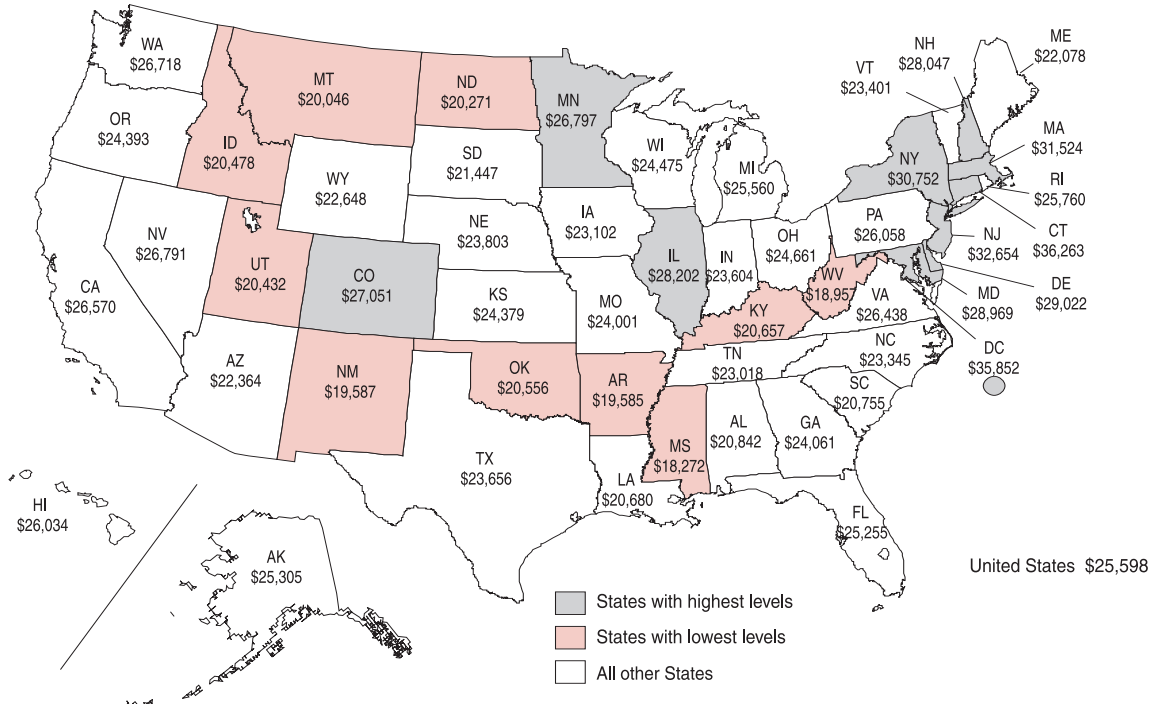 WA
$26,718
OR
$24,393
CA
$26,570
NV
$26,791
ID
$20,478
MT
$20,046
WY
$22,648
UT
$20,432
CO
$27,051
AZ
$22,364
NM
$19,587
ND
$20,271
SD
$21,447
NE
$23,803
KS
$24,379
OK
$20,556
TX
$23,656
MN
$26,797
IA
$23,102
MO
$24,001
AR
$19,585
LA
$20,680
WI
$24,475
IL
$28,202
MI
$25,560
IN
$23,604
OH
$24,661
KY
$20,657
TN
$23,018
MS
$18,272
AL
$20,842
GA
$24,061
FL
$25,255
SC
$20,755
NC
$23,345
VA
$26,438
WV
$18,957
PA
$26,058
NY
$30,752
VT
$23,401
NH
$28,047
ME
$22,078
MA
$31,524
RI
$25,760
CT
$36,263
NJ
$32,654
DE
$29,022
MD
$28,969
DC
$35,852
HI
$26,034
AK
$25,305
United States $25,598
States with highest levels
States with lowest levels
All other States